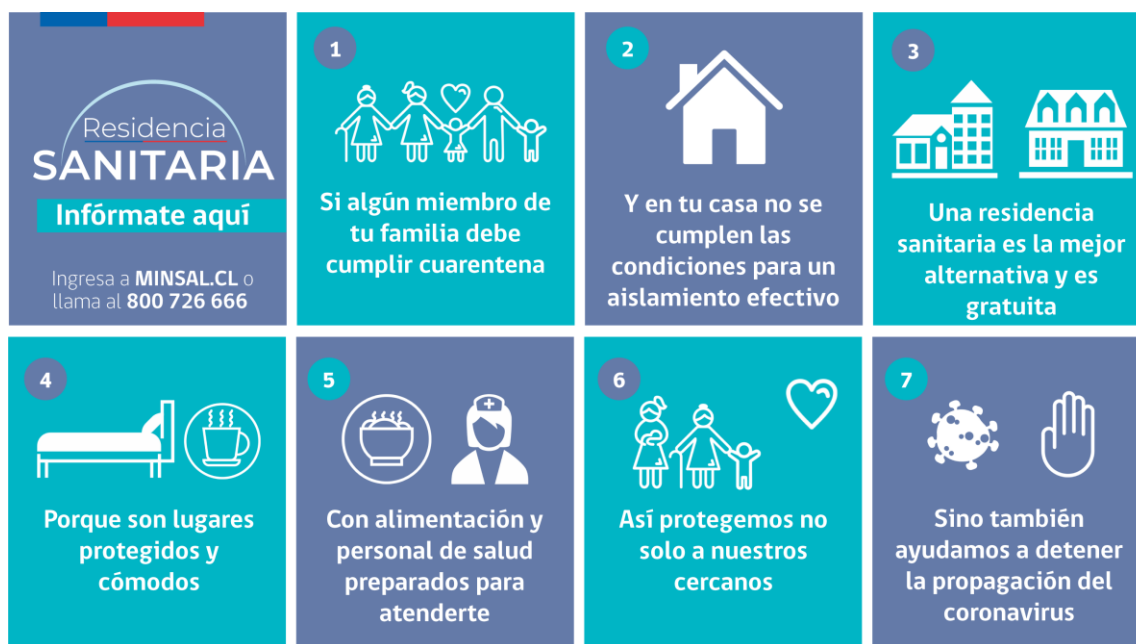 Residencia
SANITARIA
Infórmate aquí
Ingresa a MINSAL.CL o
llama al 800 726 666
1
Si algún miembro de
tu familia debe
cumplir cuarentena
2
Y en tu casa no se
cumplen las
condiciones para un
aislamiento efectivo
3
Una residencia
sanitaria es la mejor
alternativa y es
gratuita
4
Porque son lugares
protegidos y
cómodos
5
Con alimentación y
personal de salud
preparados para
atenderte
6
Así protegemos no
solo a nuestros
cercanos
7
Sino también
ayudamos a detener
la propagación del
coronavirus